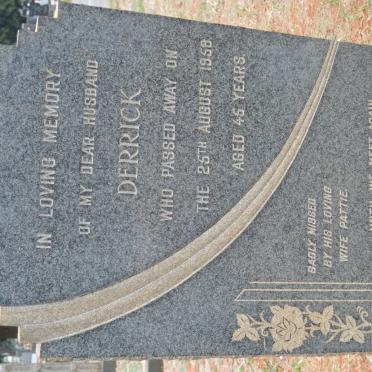 IN LOVING MEMORY
OF MY DEAR HUSBAND
DERRICK
WHO PASSED AWAY ON
THE 25TH AUGUST 1958
AGED 45 YEARS.
SADLY MISSED
BY HIS LOVING
WIFE PATTIE.